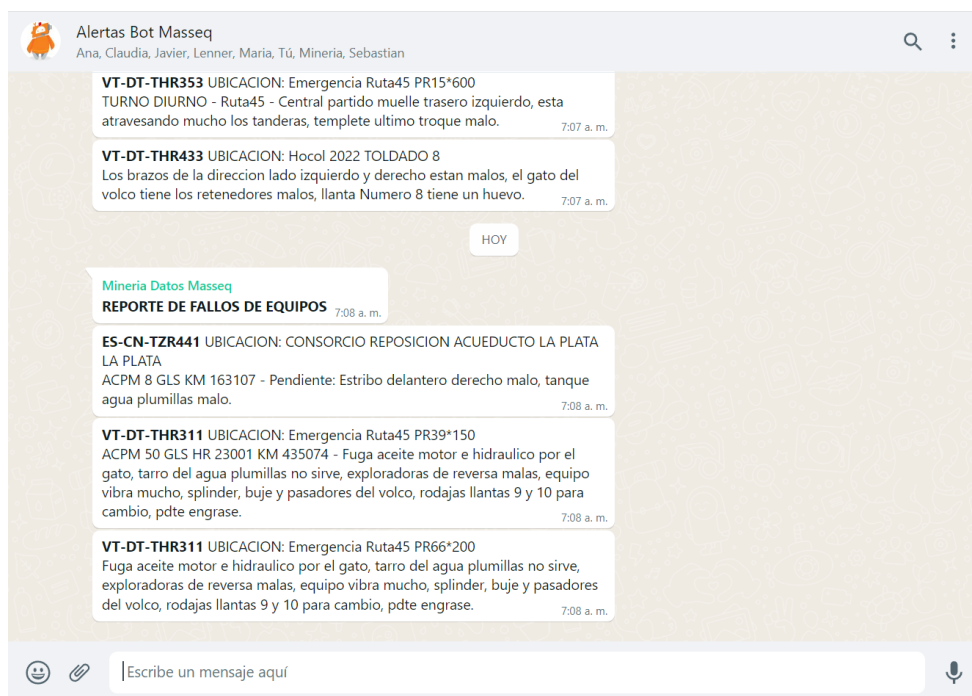 Alertas Bot Masseq
Ana, Claudia, Javier, Lenner, Maria, Tú, Mineria, Sebastian
VT-DT-THR353 UBICACION: Emergencia Ruta45 PR15*600
TURNO DIURNO - Ruta45 - Central partido muelle trasero izquierdo, esta
atravesando mucho los tanderas, templete ultimo troque malo.
7:07 a. m.
VT-DT-THR433 UBICACION: Hocol 2022 TOLDADO 8
Los brazos de la direccion lado izquierdo y derecho estan malos, el gato del
volco tiene los retenedores malos, llanta Numero 8 tiene un huevo.
7:07 a. m.
HOY
Mineria Datos Masseq
REPORTE DE FALLOS DE EQUIPOS 7:08 a. m.
ES-CN-TZR441 UBICACION: CONSORCIO REPOSICION ACUEDUCTO LA PLATA
LA PLATA
ACPM 8 GLS KM 163107 - Pendiente: Estribo delantero derecho malo, tanque
agua plumillas malo.
7:08 a. m.
VT-DT-THR311 UBICACION: Emergencia Ruta45 PR39*150
ACPM 50 GLS HR 23001 KM 435074 - Fuga aceite motor e hidraulico por el
gato, tarro del agua plumillas no sirve, exploradoras de reversa malas, equipo
vibra mucho, splinder, buje y pasadores del volco, rodajas llantas 9 y 10 para
cambio, pdte engrase.
7:08 a. m.
VT-DT-THR311 UBICACION: Emergencia Ruta45 PR66*200
Fuga aceite motor e hidraulico por el gato, tarro del agua plumillas no sirve,
exploradoras de reversa malas, equipo vibra mucho, splinder, buje y pasadores
del volco, rodajas llantas 9 y 10 para cambio, pdte engrase.
7:08 a. m.
Escribe un mensaje aquí